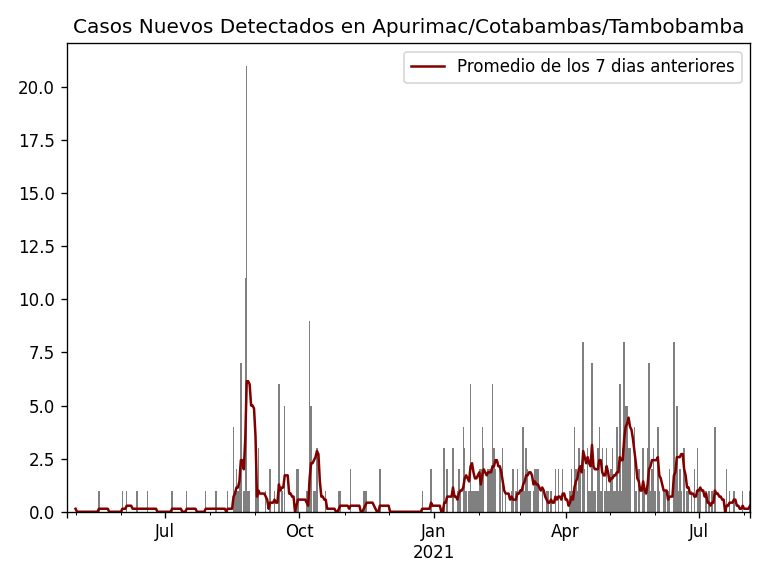 Casos Nuevos Detectados en Apurimac/Cotabambas/Tambobamba
Promedio de los 7 dias anteriores
20.0
17.5
15.0
12.5
10.0
7.5
5.0
2.5
0.0
Jul
Oct
Jan
Apr
Jul
2021